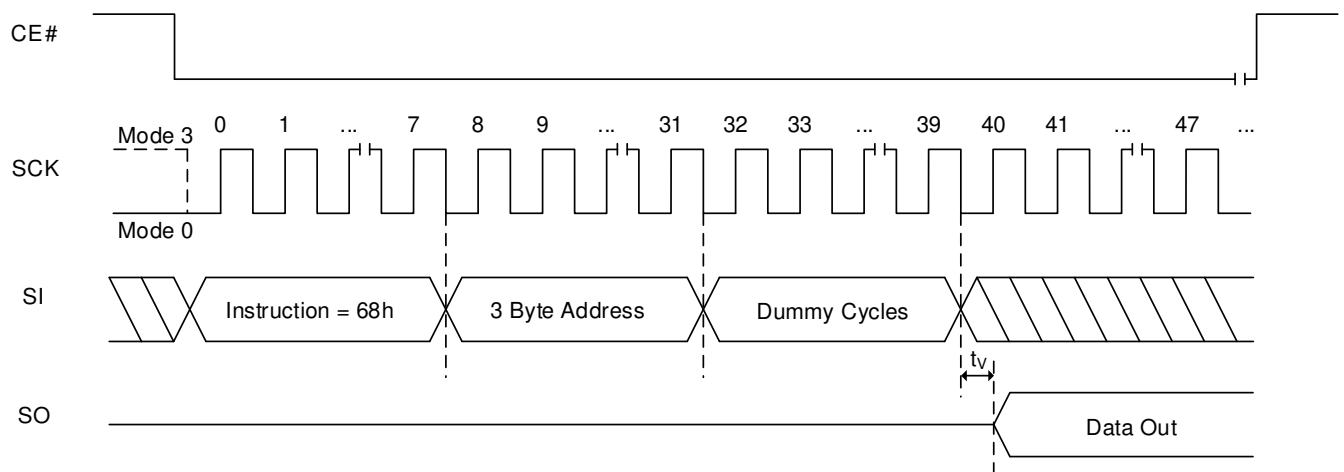 CE#
0 1 ... 7 8 9 ... 31 32 33 ... 39 40 41 ... 47 ...
Mode 3
SCK
Mode 0
SI Instruction = 68h 3 Byte Address Dummy Cycles
tV
SO Data Out